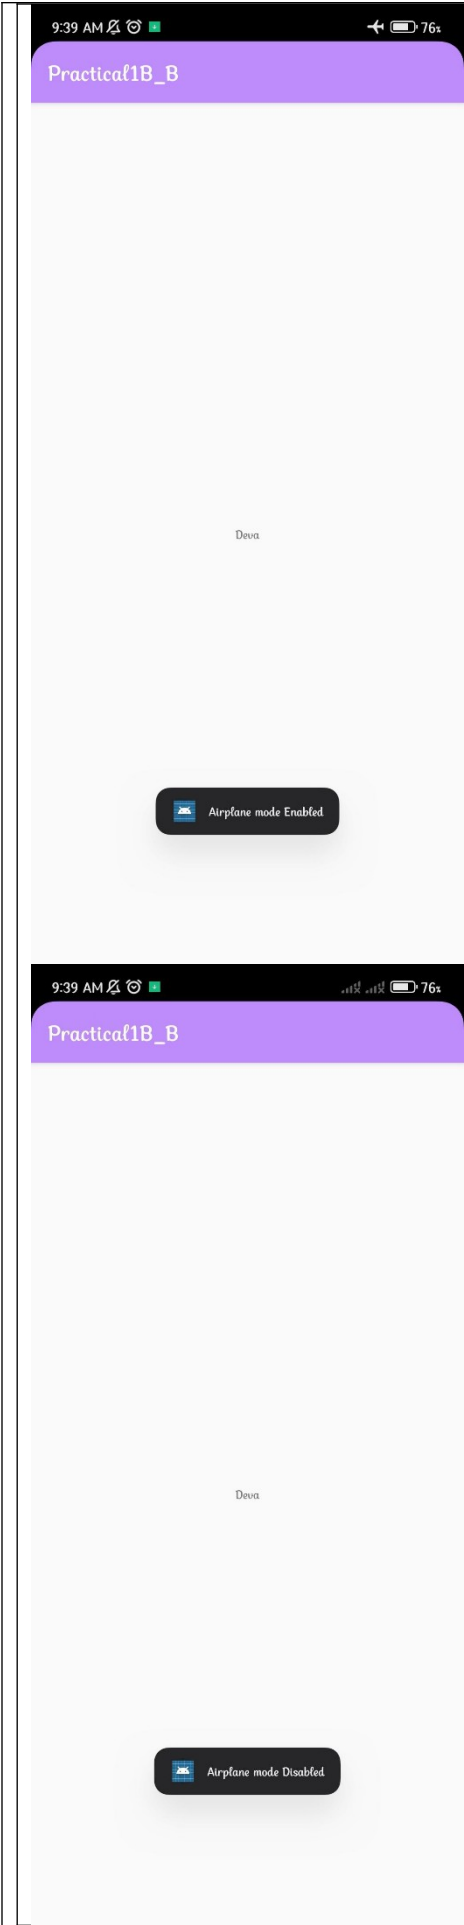 9:39 AM 76%
Practical1B_B
Deva
Airplane mode Enabled
9:39 AM 76%
Practical1B_B
Deva
Airplane mode Disabled